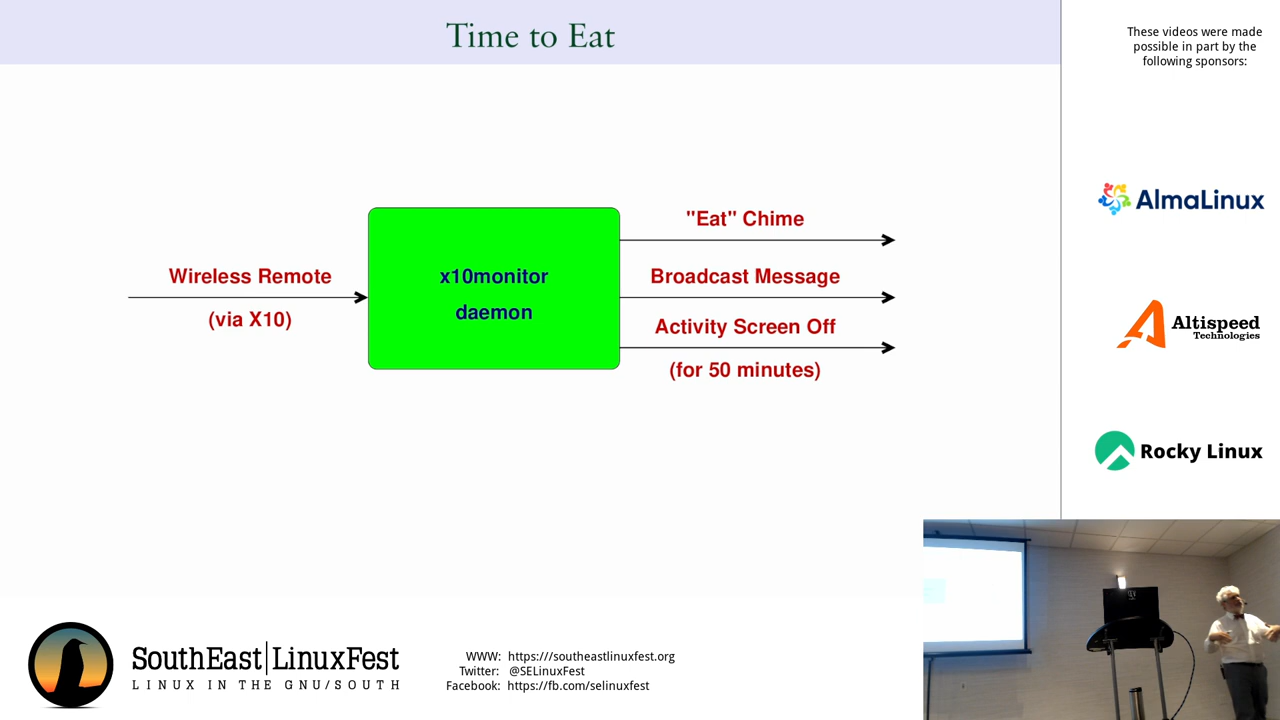 Time to Eat
These videos were made
possible in part by the
following sponsors:
"Eat" Chime
Wireless Remote
(via X10)
x10monitor
daemon
Broadcast Message
Activity Screen Off
(for 50 minutes)
AlmaLinux
Altispeed
Technologies
Rocky Linux
SouthEast|LinuxFest
LINUX IN THE GNU/SOUTH
WWW: https:///southeastlinuxfest.org
Twitter: @SELinuxFest
Facebook: https://fb.com/selinuxfest